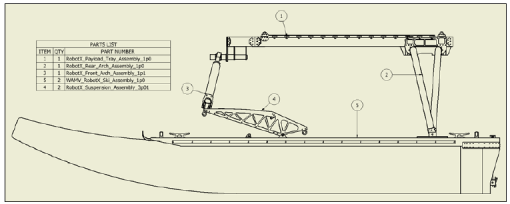 PARTS LIST
ITEM QTY PART NUMBER
1 1 RobotX_Payload_Tray_Assembly_1p0
2 1 RobotX_Rear_Arch_Assembly_1p0
3 1 RobotX_Front_Arch_Assembly_1p1
5 2 WAMV_RobotX_Ski_Assembly_1p0
4 2 RobotX_Suspension_Assembly_2p01
1
2
3
4
5